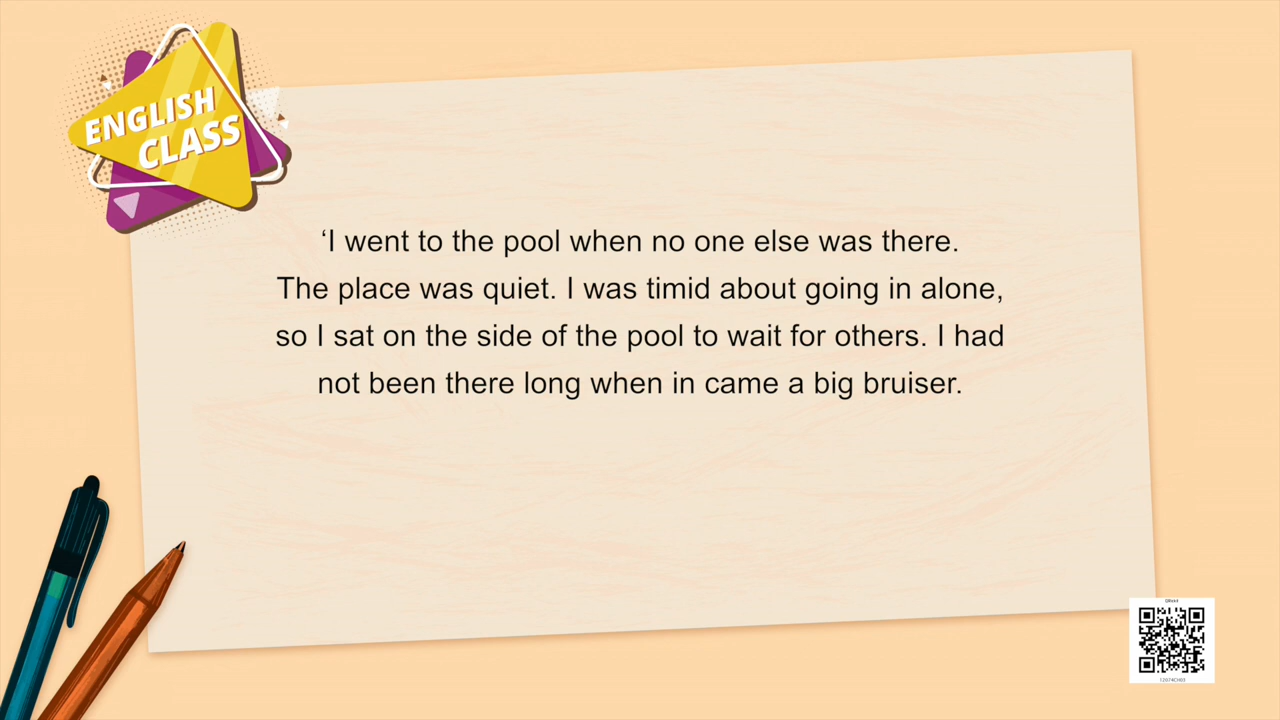 ENGLISH
CLASS
‘I went to the pool when no one else was there.
The place was quiet. I was timid about going in alone,
so I sat on the side of the pool to wait for others. I had
not been there long when in came a big bruiser.